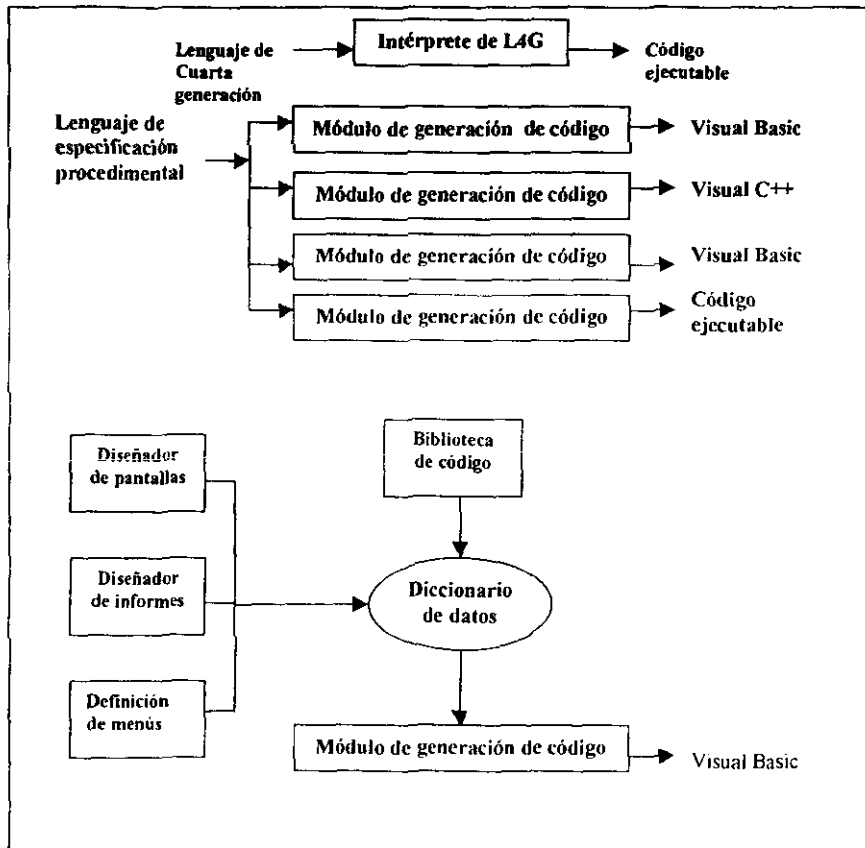 Lenguaje de
Cuarta
generación
Intérprete de L4G
Código
ejecutable
Lenguaje de
especificación
procedimental
Módulo de generación de código
Visual Basic
Módulo de generación de código
Visual C++
Módulo de generación de código
Visual Basic
Módulo de generación de código
Código
ejecutable
Diseñador
de pantallas
Biblioteca
de código
Diseñador
de informes
Diccionario
de datos
Definición
de menús
Módulo de generación de código
Visual Basic